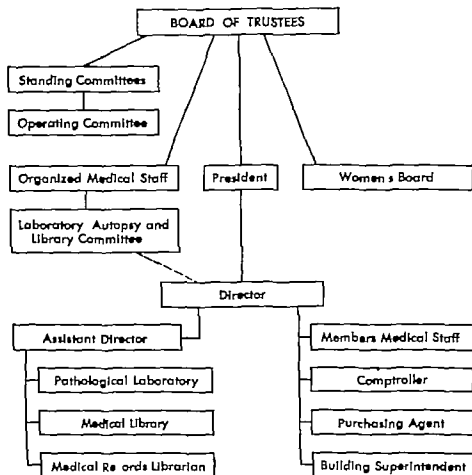 BOARD OF TRUSTEES
Standing Committees
Operating Committee
Organized Medical Staff
President
Women s Board
Laboratory Autopsy and
Library Committee
Director
Assistant Director
Members Medical Staff
Pathological Laboratory
Comptroller
Medical Library
Purchasing Agent
Medical Re ords Librarian
Building Superintendent